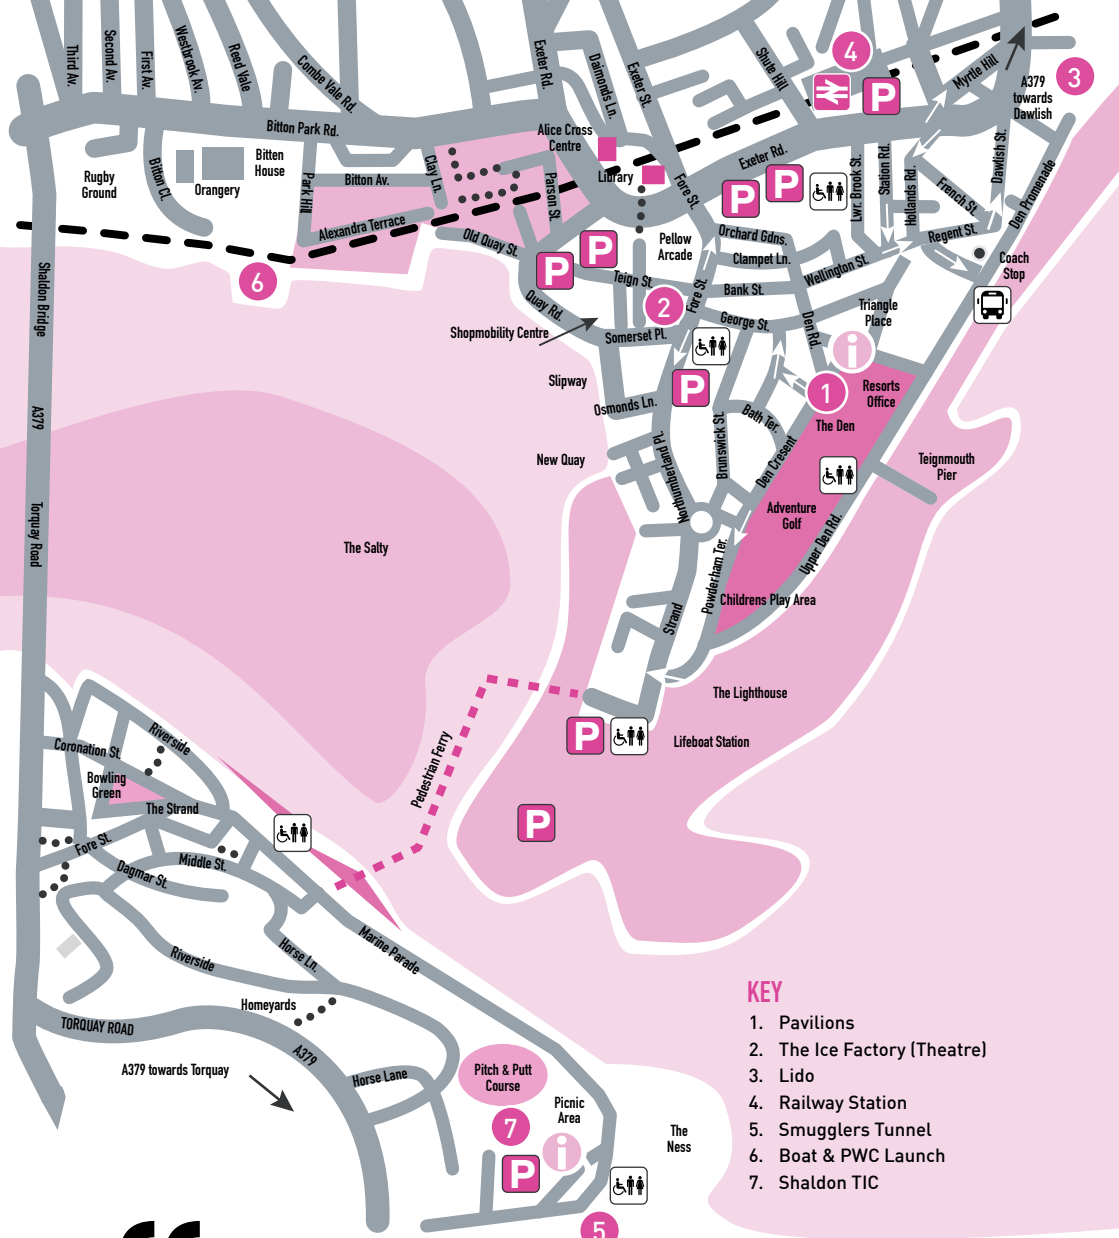 Third Av.
Second Av.
First Av.
Westbrook Av.
Reed Vale
Combe Vale Rd.
Exeter Rd.
Daimonds Ln.
Exeter St.
Shute Hill
4
P
Myrtle Hill
A379
towards
Dawlish
3
Bitton Park Rd.
Alice Cross
Centre
Library
Exeter Rd.
Lwr. Brook St.
Station Rd.
Hollands Rd.
French St.
Dawlish St.
Den Promenade
Rugby
Ground
Bitton Cl.
Orangery
Bitten
House
Park Hill
Bitton Av.
Clay Ln.
Parson St.
Fore St.
P
P
Alexandra Terrace
Old Quay St.
Pellow
Arcade
Orchard Gdns.
Clampet Ln.
Wellington St.
Regent St.
Coach
Stop
6
P
P
Teign St.
2
Fore St.
Bank St.
George St.
Den Rd.
Triangle
Place
Quay Rd.
Shopmobility Centre
Somerset Pl.
Shaldon Bridge
i
Slipway
P
1
Resorts
Office
A379
Osmonds Ln.
Bath Ter.
The Den
New Quay
Northumberland Pl.
Brunswick St.
Den Cresent
Teignmouth
Pier
Torquay Road
The Salty
Adventure
Golf
Upper Den Rd.
Powderham Ter.
Childrens Play Area
Strand
The Lighthouse
P
Lifeboat Station
Pedestrian Ferry
P
Riverside
Coronation St.
Bowling
Green
The Strand
Fore St.
Middle St.
Dagmar St.
Riverside
Horse Ln.
Marine Parade
Homeyards
TORQUAY ROAD
A379
A379 towards Torquay
Horse Lane
Pitch & Putt
Course
7
Picnic
Area
i
P
The
Ness
5
KEY
1. Pavilions
2. The Ice Factory (Theatre)
3. Lido
4. Railway Station
5. Smugglers Tunnel
6. Boat & PWC Launch
7. Shaldon TIC